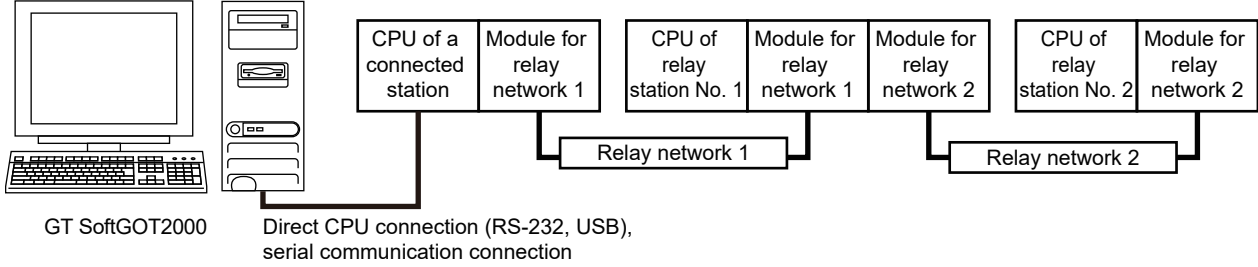 CPU of a
connected
station
Module for
relay
network 1
CPU of
relay
station No. 1
Module for
relay
network 1
Module for
relay
network 2
CPU of
relay
station No. 2
Module for
relay
network 2
Relay network 1
Relay network 2
GT SoftGOT2000
Direct CPU connection (RS-232, USB),
serial communication connection